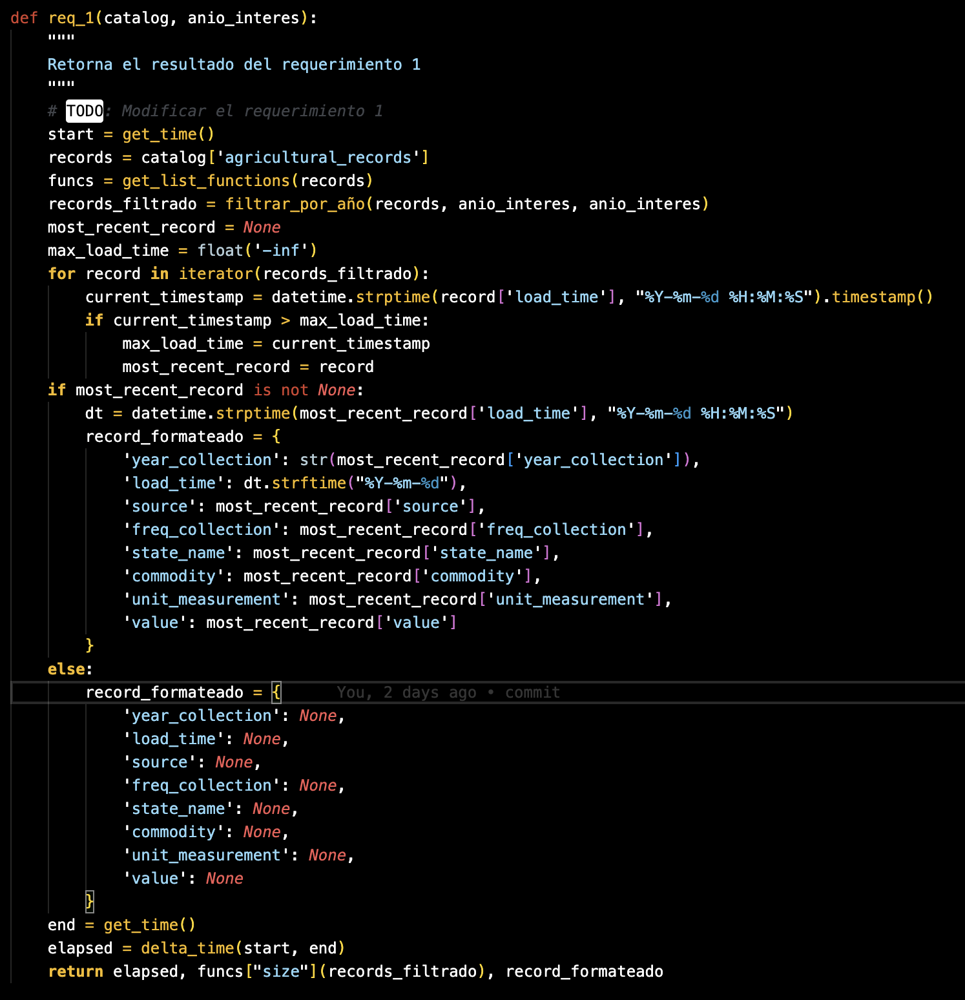 def req_1(catalog, anio_interes):
    """
    Retorna el resultado del requerimiento 1
    """
    # TODO: Modificar el requerimiento 1
    start = get_time()
    records = catalog['agricultural_records']
    funcs = get_list_functions(records)
    records_filtrado = filtrar_por_año(records, anio_interes, anio_interes)
    most_recent_record = None
    max_load_time = float('-inf')
    for record in iterator(records_filtrado):
        current_timestamp = datetime.strptime(record['load_time'], "%Y-%m-%d %H:%M:%S").timestamp()
        if current_timestamp > max_load_time:
            max_load_time = current_timestamp
            most_recent_record = record
    if most_recent_record is not None:
        dt = datetime.strptime(most_recent_record['load_time'], "%Y-%m-%d %H:%M:%S")
        record_formateado = {
            'year_collection': str(most_recent_record['year_collection']),
            'load_time': dt.strftime("%Y-%m-%d"),
            'source': most_recent_record['source'],
            'freq_collection': most_recent_record['freq_collection'],
            'state_name': most_recent_record['state_name'],
            'commodity': most_recent_record['commodity'],
            'unit_measurement': most_recent_record['unit_measurement'],
            'value': most_recent_record['value']
        }
    else:
        record_formateado = {      You, 2 days ago • commit
            'year_collection': None,
            'load_time': None,
            'source': None,
            'freq_collection': None,
            'state_name': None,
            'commodity': None,
            'unit_measurement': None,
            'value': None
        }
    end = get_time()
    elapsed = delta_time(start, end)
    return elapsed, funcs["size"](records_filtrado), record_formateado